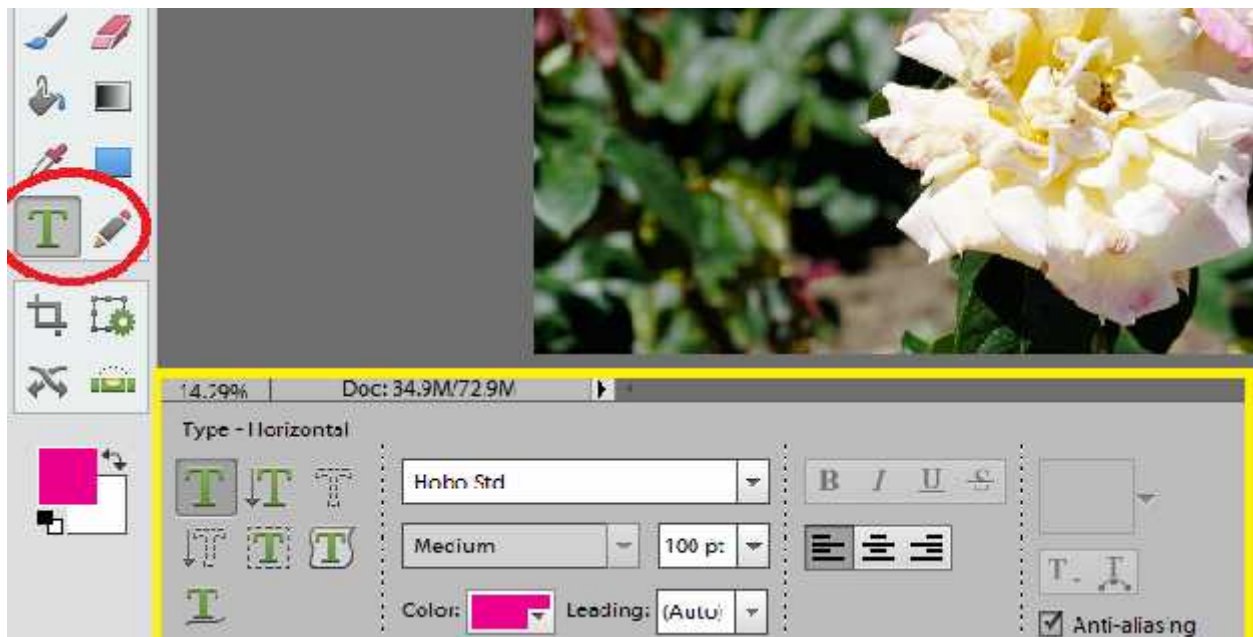 14.29% Doc: 34.9M/72.9M
Type - Horizontal
Hobo Std
B I U S
Medium
100 pt
Color:
Leading: (Auto)
Anti-aliasing